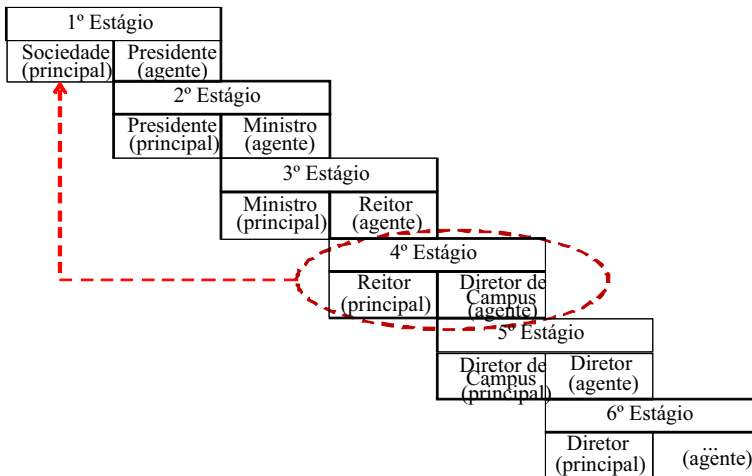 1º Estágio
Sociedade
(principal)
Presidente
(agente)
2º Estágio
Presidente
(principal)
Ministro
(agente)
3º Estágio
Ministro
(principal)
Reitor
(agente)
4º Estágio
Reitor
(principal)
Diretor de
Campus
(agente)
5º Estágio
Diretor de
Campus
(principal)
Diretor
(agente)
6º Estágio
Diretor
(principal)
...
(agente)